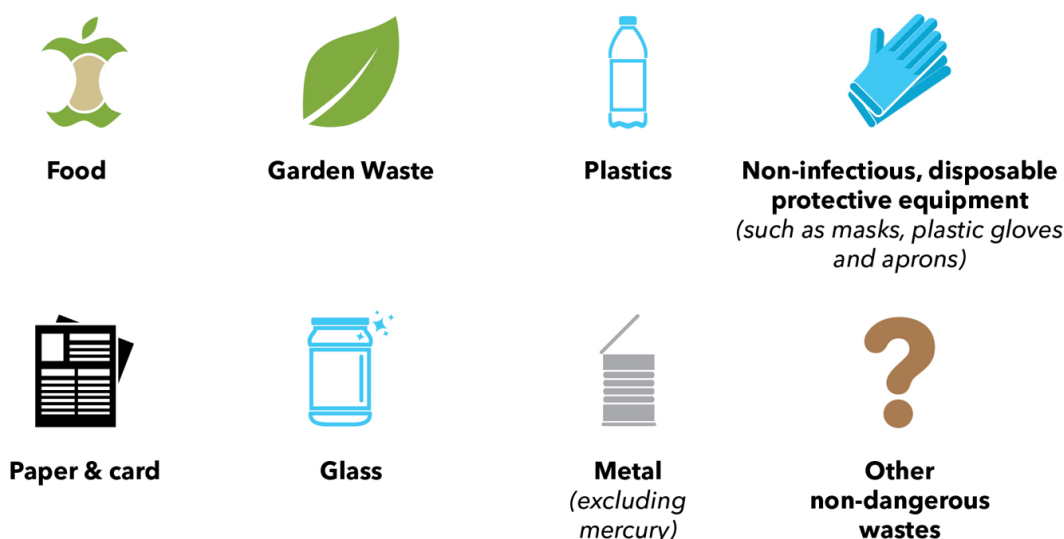 Food
Garden Waste
Plastics
Non-infectious, disposable
protective equipment
(such as masks, plastic gloves
and aprons)
Paper & card
Glass
Metal
(excluding
mercury)
Other
non-dangerous
wastes